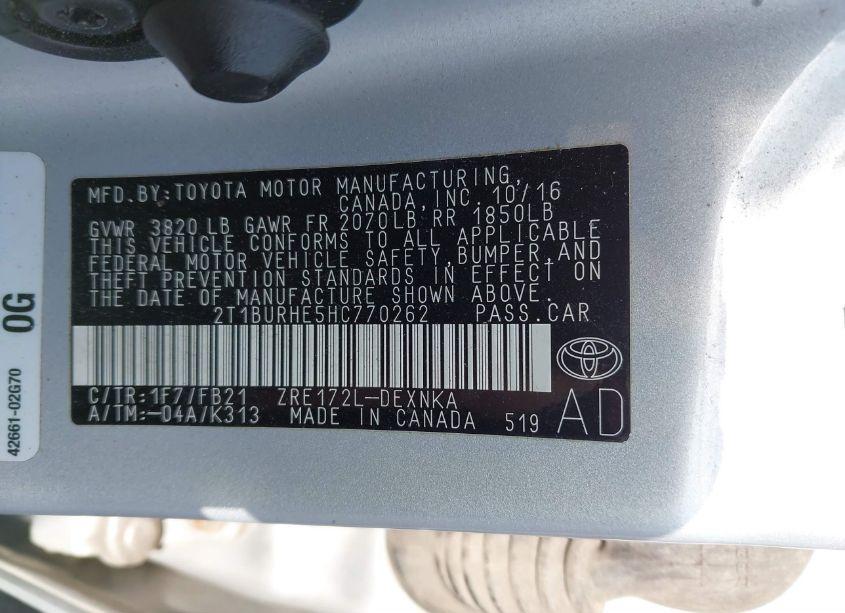 MFD.BY:TOYOTA MOTOR MANUFACTURING,
CANADA, INC. 10/16
GVWR 3820 LB GAWR FR 2070LB RR 1850LB
THIS VEHICLE CONFORMS TO ALL APPLICABLE
FEDERAL MOTOR VEHICLE SAFETY, BUMPER,AND
THEFT PREVENTION STANDARDS IN EFFECT ON
THE DATE OF MANUFACTURE SHOWN ABOVE.
2T1BURHE5HC770262 PASS.CAR
C/TR:1F7/FB21 ZRE172L-DEXNKA
A/TM:-04A/K313 MADE IN CANADA 519
AD
0G
42661-02G70